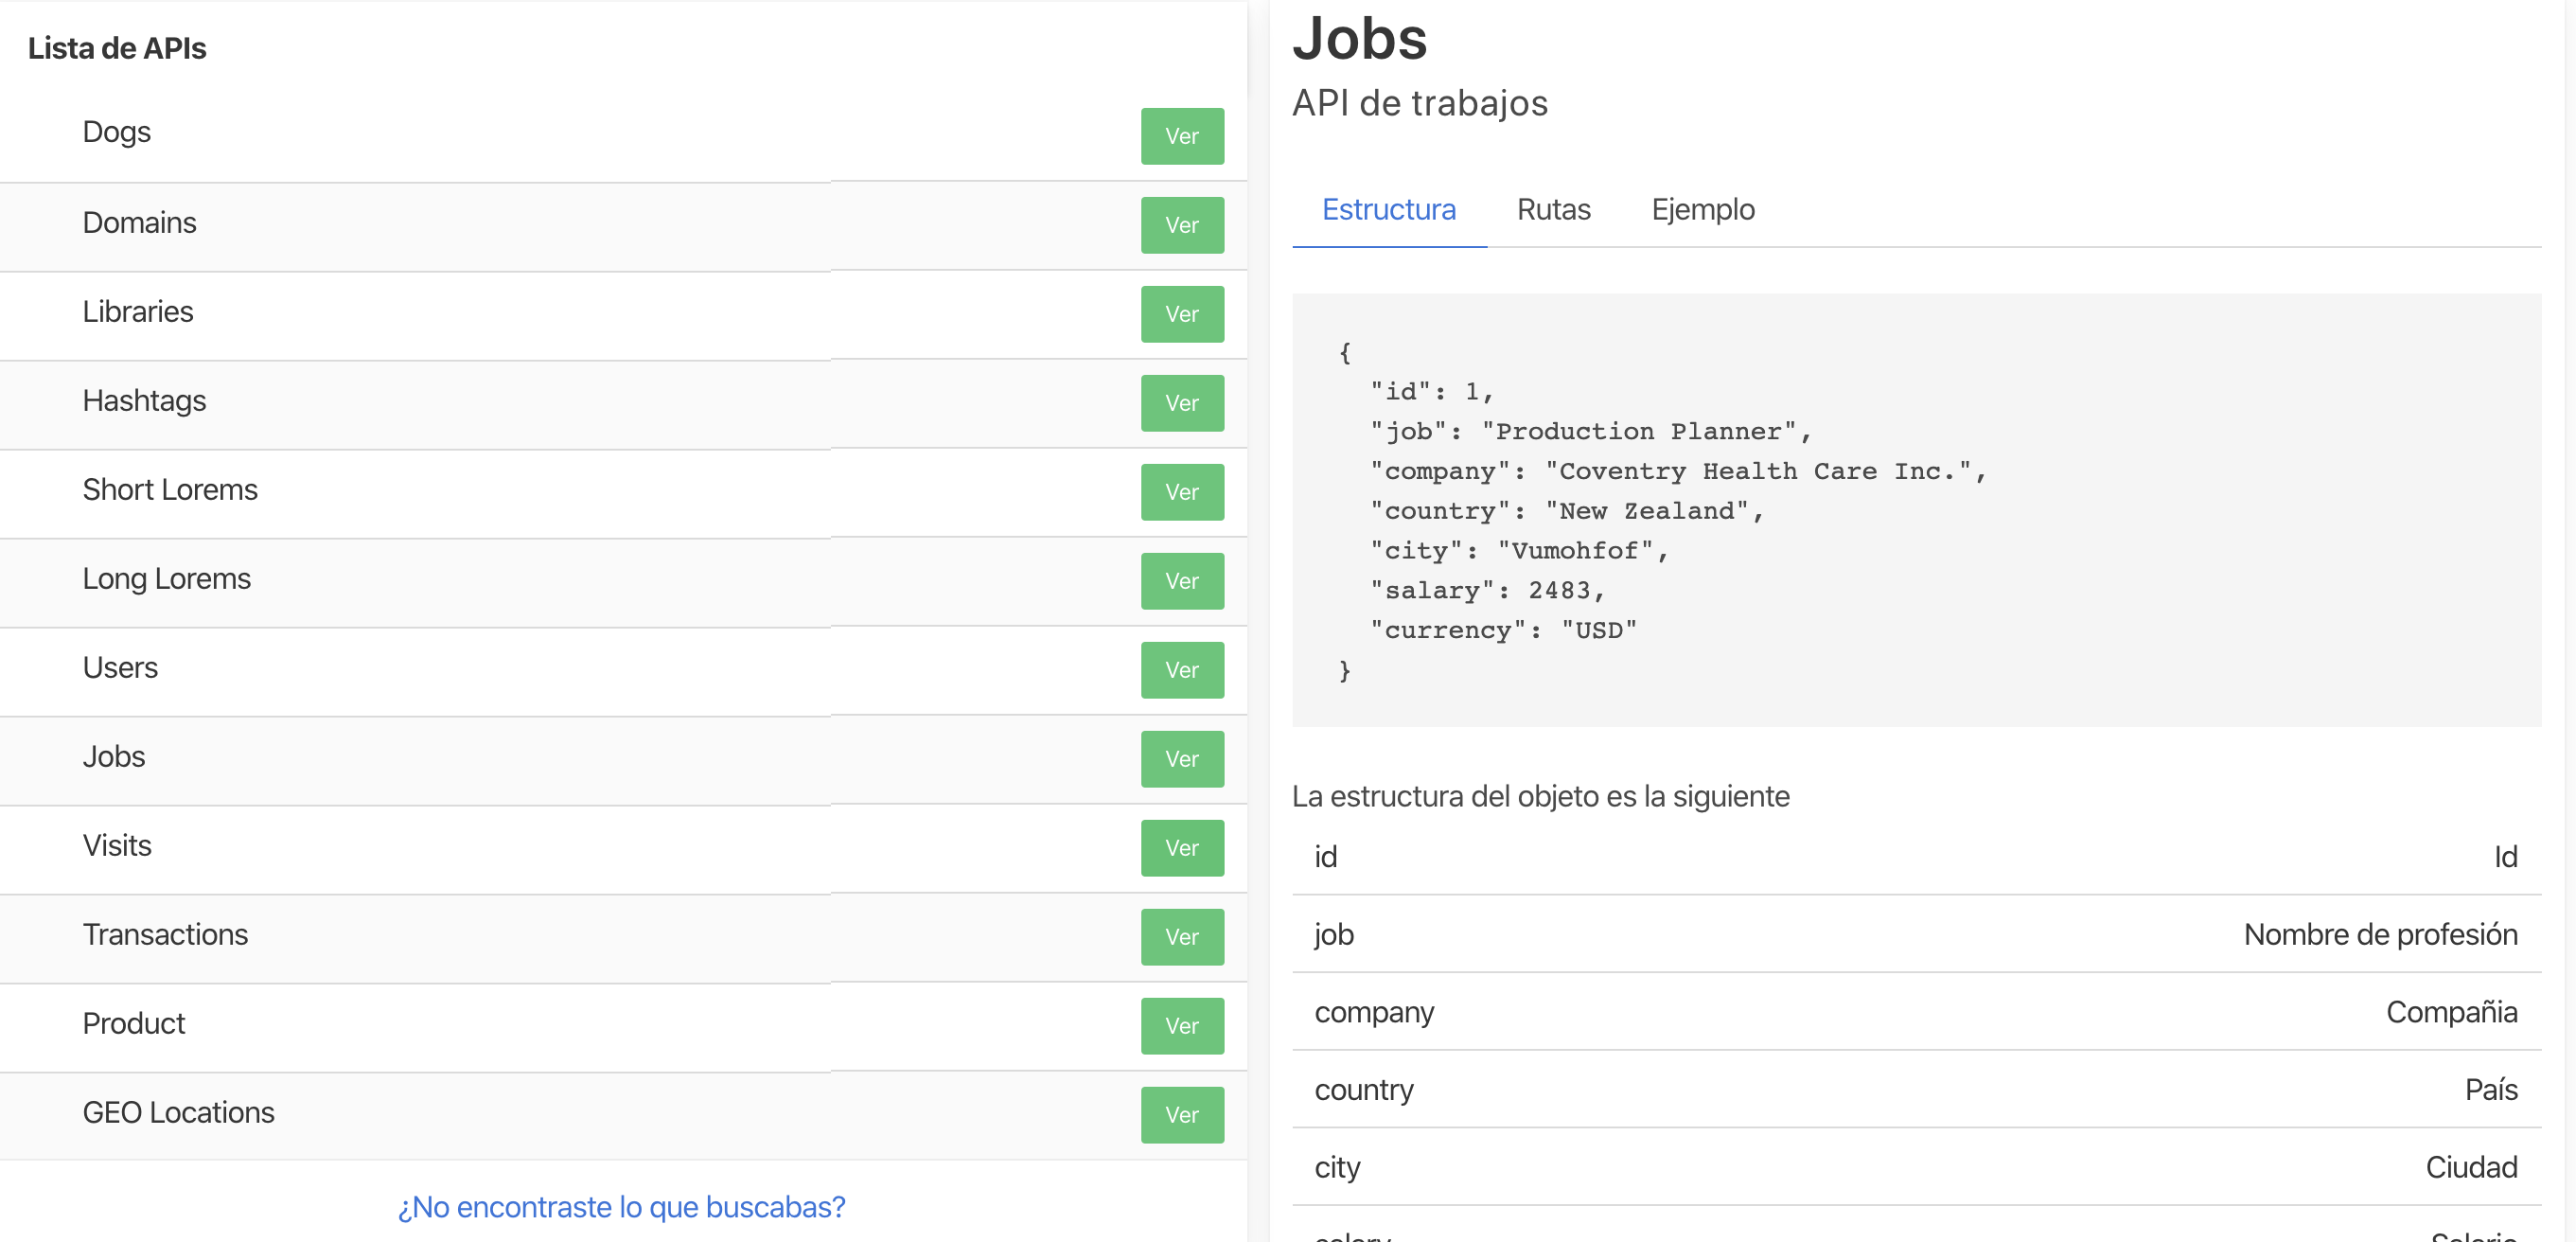 Lista de APIs
Dogs Ver
Domains Ver
Libraries Ver
Hashtags Ver
Short Lorems Ver
Long Lorems Ver
Users Ver
Jobs Ver
Visits Ver
Transactions Ver
Product Ver
GEO Locations Ver
¿No encontraste lo que buscabas?
Jobs
API de trabajos
Estructura Rutas Ejemplo
{
"id": 1,
"job": "Production Planner",
"company": "Coventry Health Care Inc.",
"country": "New Zealand",
"city": "Vumohfof",
"salary": 2483,
"currency": "USD"
}
La estructura del objeto es la siguiente
id Id
job Nombre de profesión
company Compañia
country País
city Ciudad
salary Salario